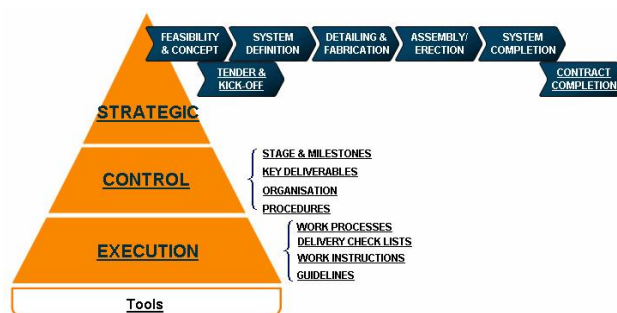 FEASIBILITY
& CONCEPT
SYSTEM
DEFINITION
DETAILING &
FABRICATION
ASSEMBLY/
ERECTION
SYSTEM
COMPLETION
TENDER &
KICK-OFF
CONTRACT
COMPLETION
STRATEGIC
CONTROL
STAGE & MILESTONES
KEY DELIVERABLES
ORGANISATION
PROCEDURES
EXECUTION
WORK PROCESSES
DELIVERY CHECK LISTS
WORK INSTRUCTIONS
GUIDELINES
Tools